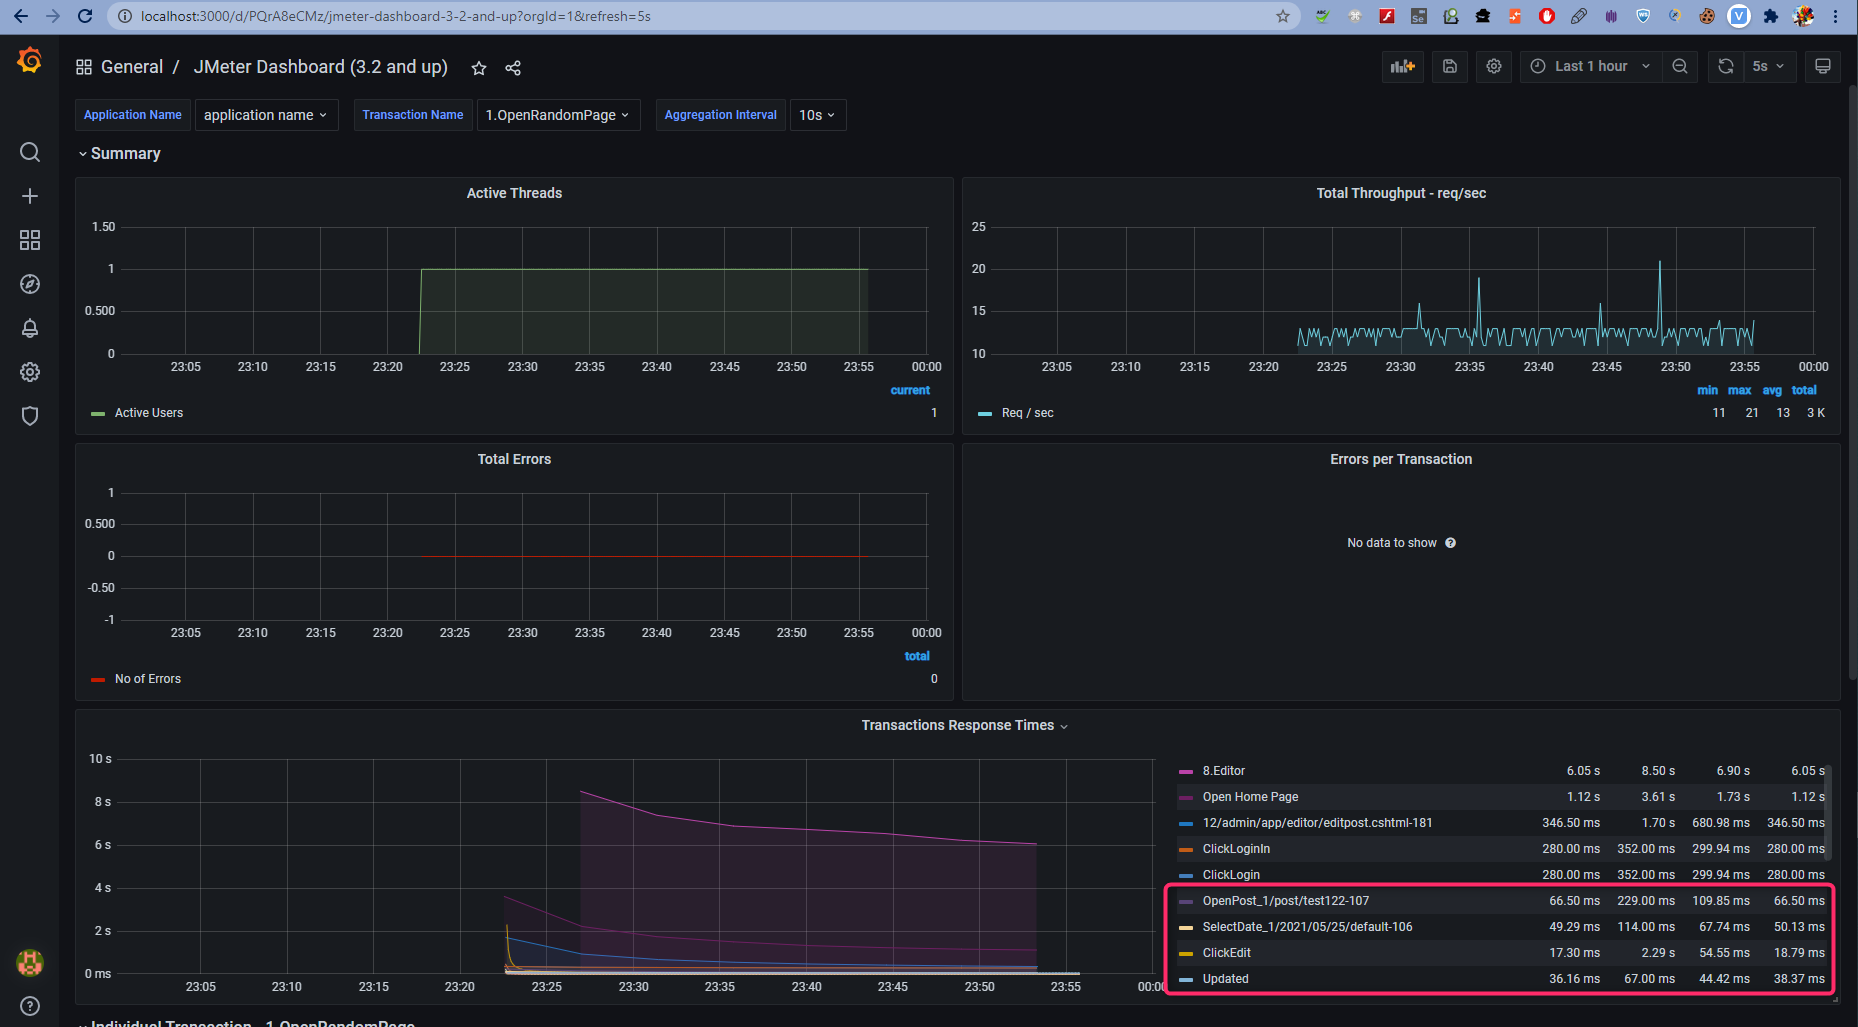 localhost:3000/d/PQrA8eCMz/jmeter-dashboard-3-2-and-up?orgId=1&refresh=5s
General / JMeter Dashboard (3.2 and up)
Last 1 hour
5s
Application Name application name Transaction Name 1.OpenRandomPage Aggregation Interval 10s
Summary
Active Threads
1.50
1
0.500
0
23:05 23:10 23:15 23:20 23:25 23:30 23:35 23:40 23:45 23:50 23:55 00:00
current
Active Users 1
Total Throughput - req/sec
25
20
15
10
23:05 23:10 23:15 23:20 23:25 23:30 23:35 23:40 23:45 23:50 23:55 00:00
min max avg total
Req / sec 11 21 13 3 K
Total Errors
1
0.500
0
-0.50
-1
23:05 23:10 23:15 23:20 23:25 23:30 23:35 23:40 23:45 23:50 23:55 00:00
total
No of Errors 0
Errors per Transaction
No data to show
Transactions Response Times
10 s
8 s
6 s
4 s
2 s
0 ms
23:05 23:10 23:15 23:20 23:25 23:30 23:35 23:40 23:45 23:50 23:55 00:00
8.Editor 6.05 s 8.50 s 6.90 s 6.05 s
Open Home Page 1.12 s 3.61 s 1.73 s 1.12 s
12/admin/app/editor/editpost.cshtml-181 346.50 ms 1.70 s 680.98 ms 346.50 ms
ClickLoginIn 280.00 ms 352.00 ms 299.94 ms 280.00 ms
ClickLogin 280.00 ms 352.00 ms 299.94 ms 280.00 ms
OpenPost_1/post/test122-107 66.50 ms 229.00 ms 109.85 ms 66.50 ms
SelectDate_1/2021/05/25/default-106 49.29 ms 114.00 ms 67.74 ms 50.13 ms
ClickEdit 17.30 ms 2.29 s 54.55 ms 18.79 ms
Updated 36.16 ms 67.00 ms 44.42 ms 38.37 ms
Individual Transaction - 1.OpenRandomPage